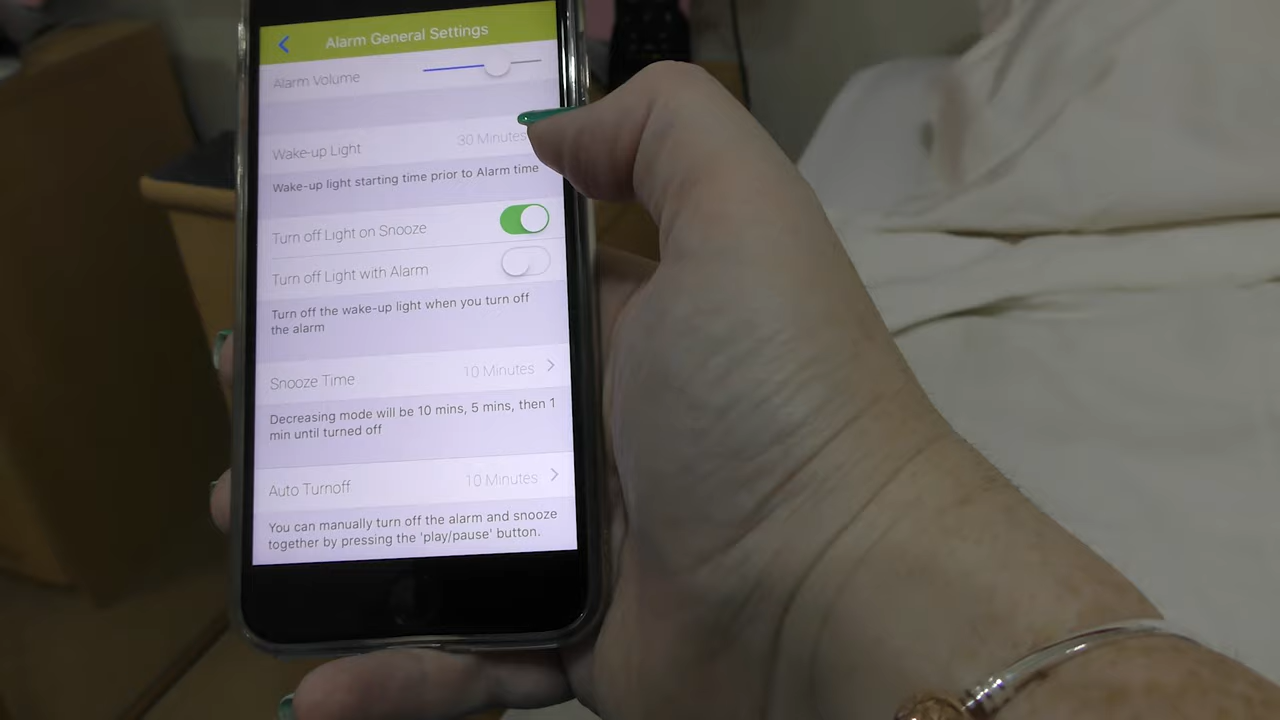 Alarm General Settings
Alarm Volume
Wake-up Light 30 Minutes
Wake-up light starting time prior to Alarm time
Turn off Light on Snooze
Turn off Light with Alarm
Turn off the wake-up light when you turn off
the alarm
Snooze Time 10 Minutes
Decreasing mode will be 10 mins, 5 mins, then 1
min until turned off
Auto Turnoff 10 Minutes
You can manually turn off the alarm and snooze
together by pressing the 'play/pause' button.